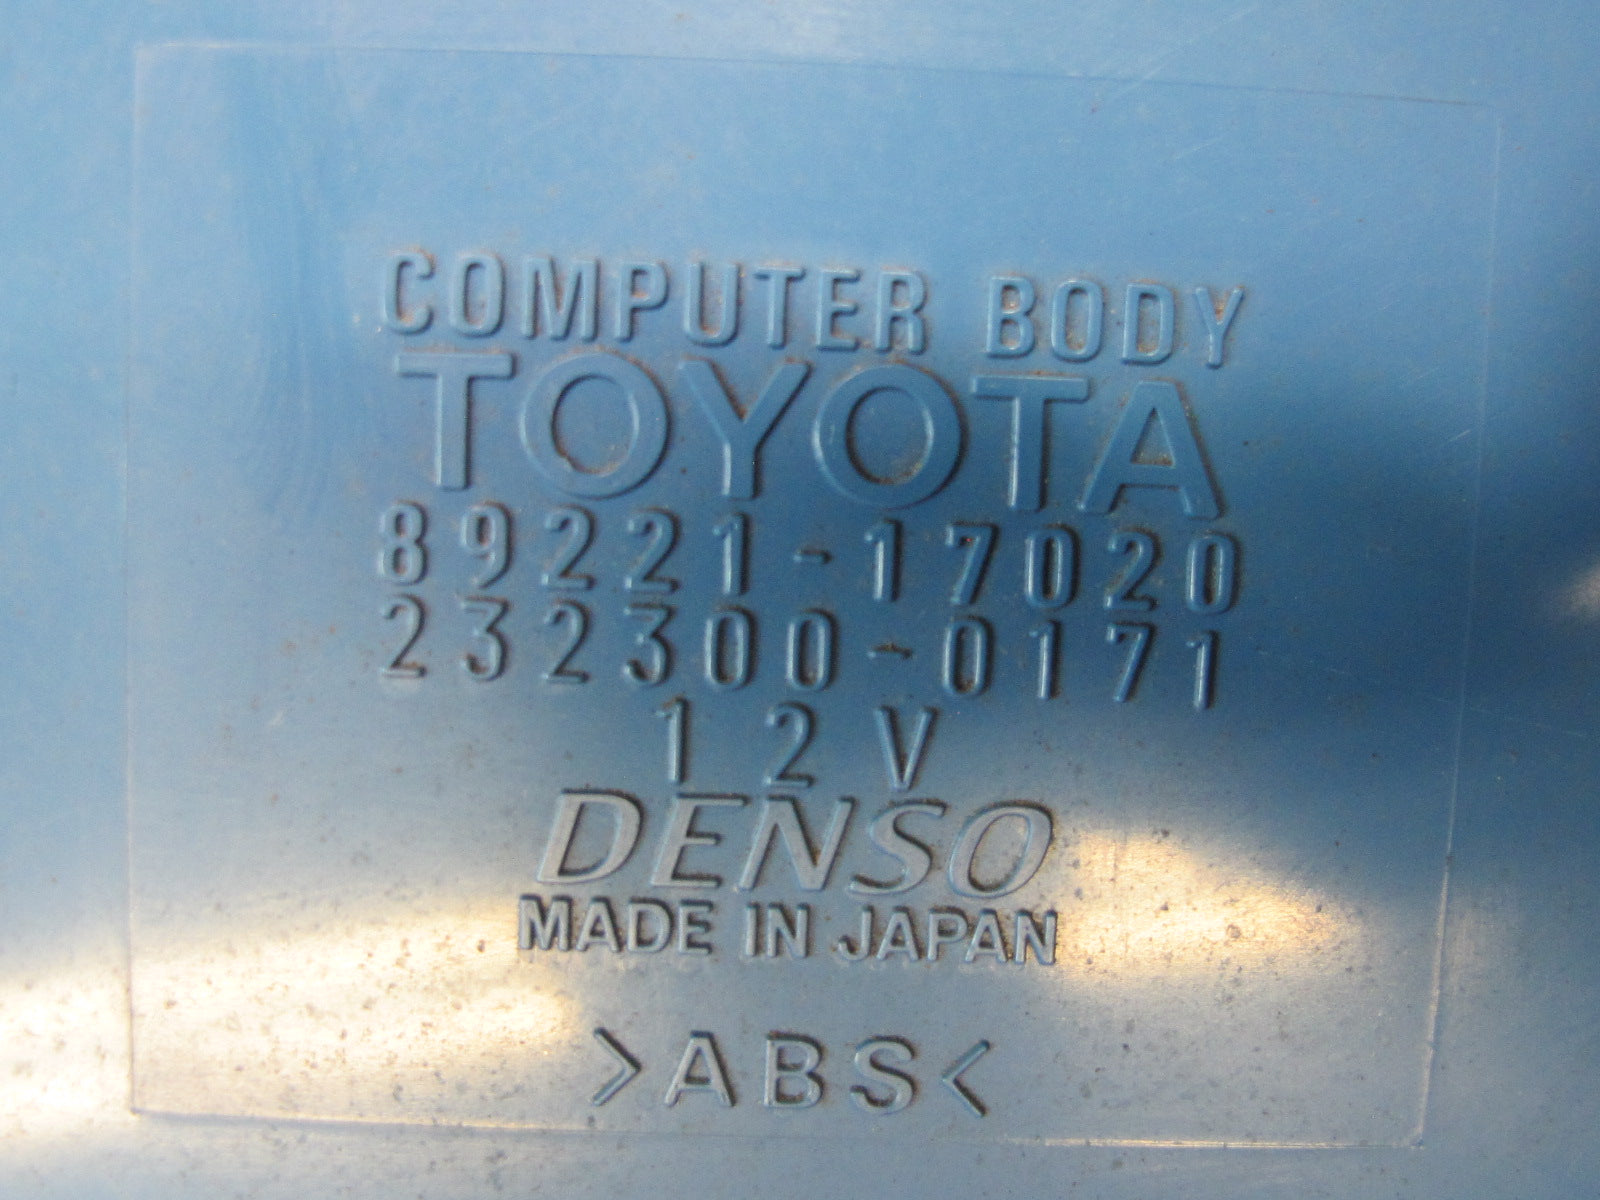 COMPUTER BODY
TOYOTA
89221-17020
232300-0171
12V
DENSO
MADE IN JAPAN
>ABS<